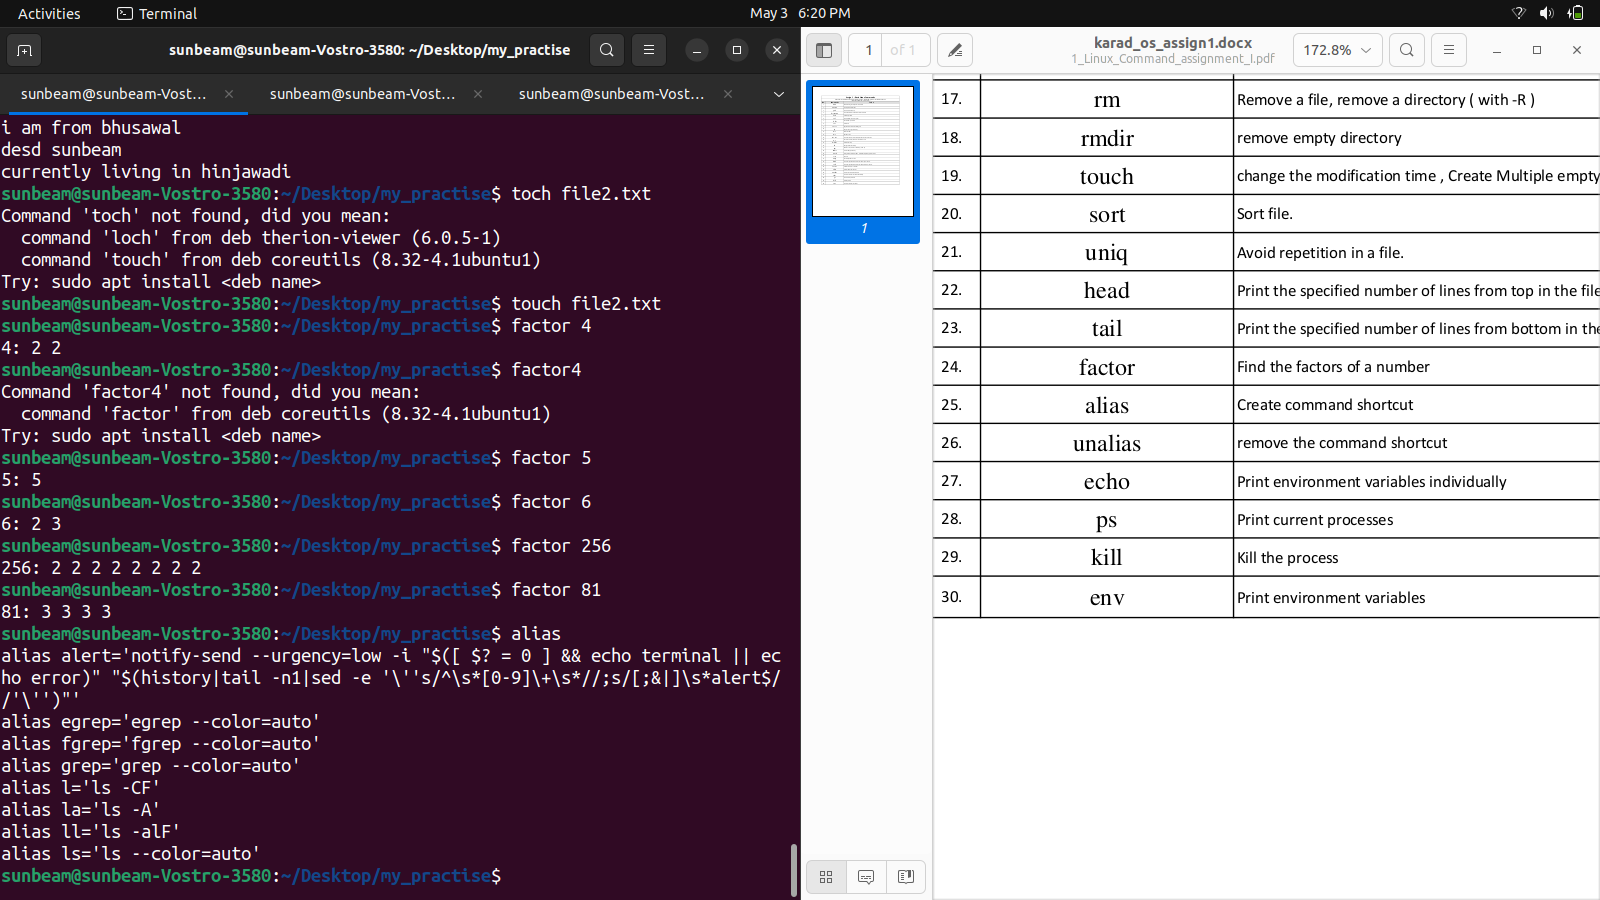 Activities
Terminal
May 3 6:20 PM
sunbeam@sunbeam-Vostro-3580: ~/Desktop/my_practise
sunbeam@sunbeam-Vost...
sunbeam@sunbeam-Vost...
sunbeam@sunbeam-Vost...
i am from bhusawal
desd sunbeam
currently living in hinjawadi
sunbeam@sunbeam-Vostro-3580:~/Desktop/my_practise$ toch file2.txt
Command 'toch' not found, did you mean:
  command 'loch' from deb therion-viewer (6.0.5-1)
  command 'touch' from deb coreutils (8.32-4.1ubuntu1)
Try: sudo apt install <deb name>
sunbeam@sunbeam-Vostro-3580:~/Desktop/my_practise$ touch file2.txt
sunbeam@sunbeam-Vostro-3580:~/Desktop/my_practise$ factor 4
4: 2 2
sunbeam@sunbeam-Vostro-3580:~/Desktop/my_practise$ factor4
Command 'factor4' not found, did you mean:
  command 'factor' from deb coreutils (8.32-4.1ubuntu1)
Try: sudo apt install <deb name>
sunbeam@sunbeam-Vostro-3580:~/Desktop/my_practise$ factor 5
5: 5
sunbeam@sunbeam-Vostro-3580:~/Desktop/my_practise$ factor 6
6: 2 3
sunbeam@sunbeam-Vostro-3580:~/Desktop/my_practise$ factor 256
256: 2 2 2 2 2 2 2 2
sunbeam@sunbeam-Vostro-3580:~/Desktop/my_practise$ factor 81
81: 3 3 3 3
sunbeam@sunbeam-Vostro-3580:~/Desktop/my_practise$ alias
alias alert='notify-send --urgency=low -i "$([ $? = 0 ] && echo terminal || ec
ho error)" "$(history|tail -n1|sed -e '\''s/^\s*[0-9]\+\s*//;s/[;&|]\s*alert$/
/'\'')"'
alias egrep='egrep --color=auto'
alias fgrep='fgrep --color=auto'
alias grep='grep --color=auto'
alias l='ls -CF'
alias la='ls -A'
alias ll='ls -alF'
alias ls='ls --color=auto'
sunbeam@sunbeam-Vostro-3580:~/Desktop/my_practise$
1 of 1
karad_os_assign1.docx
1_Linux_Command_assignment_I.pdf
172.8%
1
17. rm Remove a file, remove a directory ( with -R )
18. rmdir remove empty directory
19. touch change the modification time , Create Multiple empty
20. sort Sort file.
21. uniq Avoid repetition in a file.
22. head Print the specified number of lines from top in the file
23. tail Print the specified number of lines from bottom in the
24. factor Find the factors of a number
25. alias Create command shortcut
26. unalias remove the command shortcut
27. echo Print environment variables individually
28. ps Print current processes
29. kill Kill the process
30. env Print environment variables